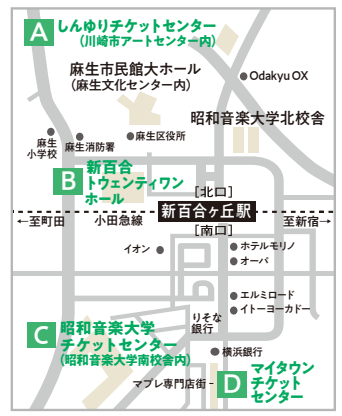 A しんゆりチケットセンター
(川崎市アートセンター内)
麻生市民館大ホール
(麻生文化センター内)
Odakyu OX
昭和音楽大学北校舎
麻生
小学校
麻生消防署
麻生区役所
B 新百合
トウェンティワン
ホール
[北口]
新百合ヶ丘駅
[南口]
←至町田
小田急線
至新宿→
イオン
ホテルモリノ
オーパ
エルミロード
イトーヨーカドー
りそな
銀行
C 昭和音楽大学
チケットセンター
(昭和音楽大学南校舎内)
横浜銀行
マプレ専門店街
D マイタウン
チケット
センター